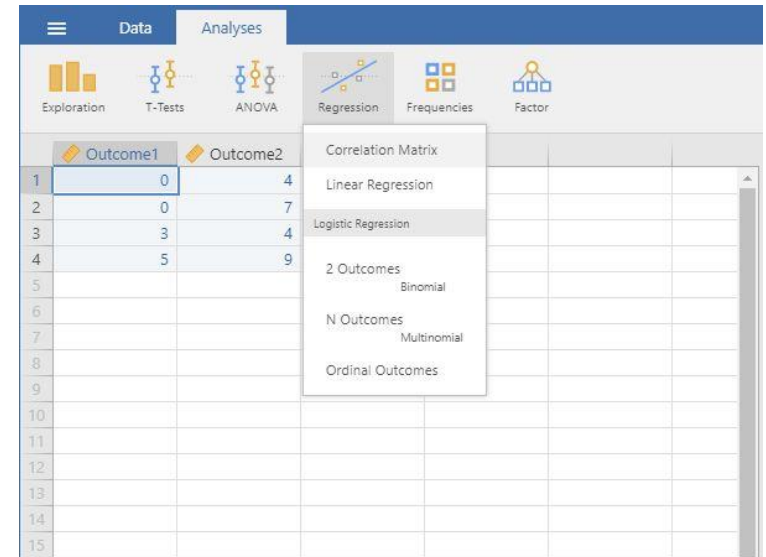 Data Analyses
Exploration T-Tests ANOVA Regression Frequencies Factor
Outcome1 Outcome2
Correlation Matrix
1 0 4
Linear Regression
2 0 7
Logistic Regression
3 3 4
4 5 9
2 Outcomes
5
Binomial
6
N Outcomes
7
Multinomial
8
Ordinal Outcomes
9
10
11
12
13
14
15